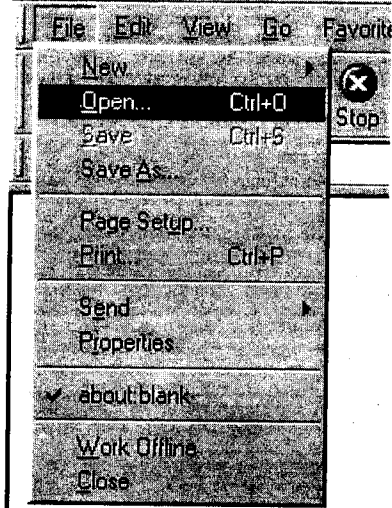 File Edit View Go Favorite
New
Open... Ctrl+O
Stop
Save Ctrl+S
Save As...
Page Setup...
Print... Ctrl+P
Send
Properties
about:blank
Work Offline
Close